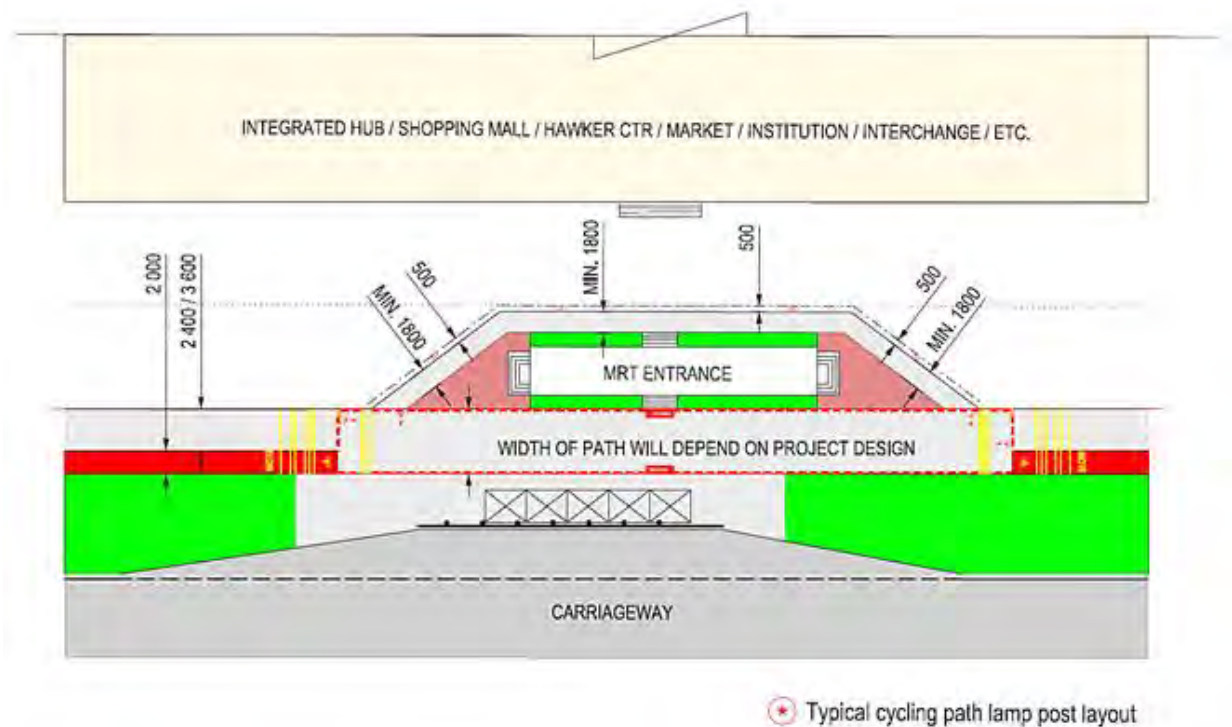 INTEGRATED HUB / SHOPPING MALL / HAWKER CTR / MARKET / INSTITUTION / INTERCHANGE / ETC.
2 000
2 400 / 3 600
MIN. 1800
500
MIN. 1800
500
500
MIN. 1800
MRT ENTRANCE
WIDTH OF PATH WILL DEPEND ON PROJECT DESIGN
CARRIAGEWAY
Typical cycling path lamp post layout